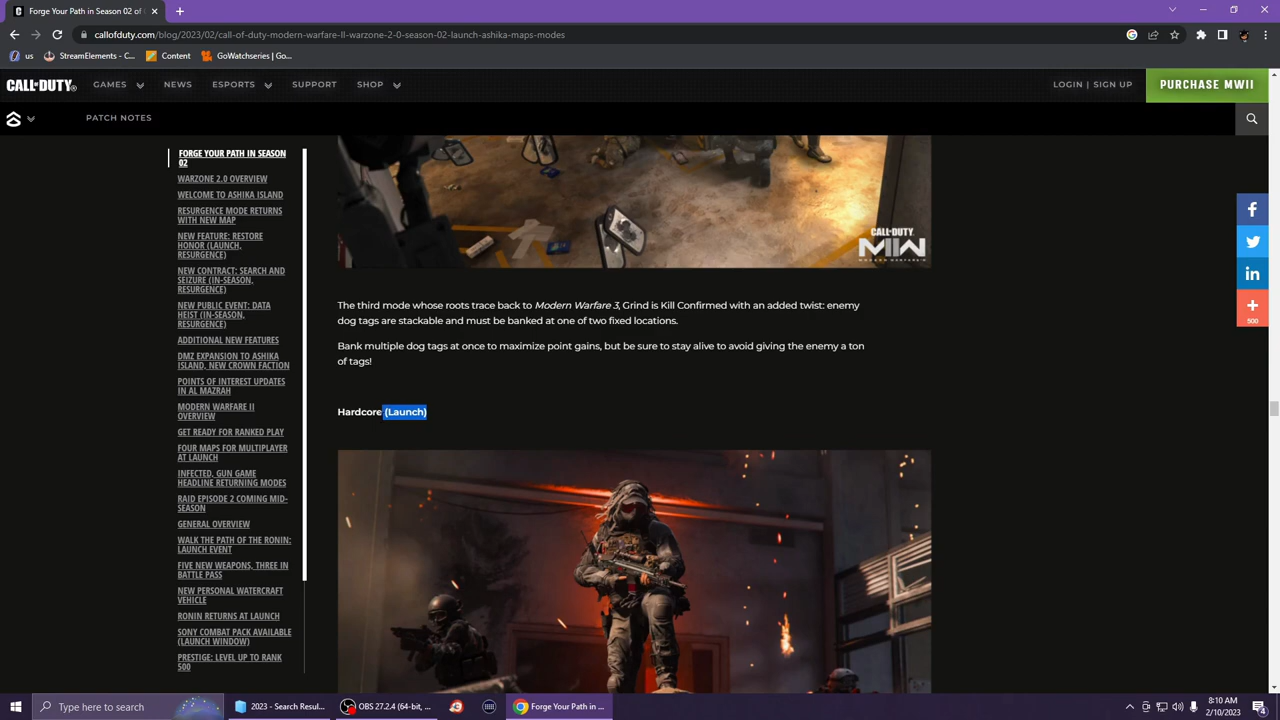 Forge Your Path in Season 02 of
callofduty.com/blog/2023/02/call-of-duty-modern-warfare-II-warzone-2-0-season-02-launch-ashika-maps-modes
us
StreamElements - C...
Content
GoWatchseries | Go...
CALL OF DUTY
GAMES
NEWS
ESPORTS
SUPPORT
SHOP
LOGIN | SIGN UP
PURCHASE MWII
PATCH NOTES
FORGE YOUR PATH IN SEASON
02
WARZONE 2.0 OVERVIEW
WELCOME TO ASHIKA ISLAND
RESURGENCE MODE RETURNS
WITH NEW MAP
NEW FEATURE: RESTORE
HONOR (LAUNCH,
RESURGENCE)
NEW CONTRACT: SEARCH AND
SEIZURE (IN-SEASON,
RESURGENCE)
NEW PUBLIC EVENT: DATA
HEIST (IN-SEASON,
RESURGENCE)
ADDITIONAL NEW FEATURES
DMZ EXPANSION TO ASHIKA
ISLAND, NEW CROWN FACTION
POINTS OF INTEREST UPDATES
IN AL MAZRAH
MODERN WARFARE II
OVERVIEW
GET READY FOR RANKED PLAY
FOUR MAPS FOR MULTIPLAYER
AT LAUNCH
INFECTED, GUN GAME
HEADLINE RETURNING MODES
RAID EPISODE 2 COMING MID-
SEASON
GENERAL OVERVIEW
WALK THE PATH OF THE RONIN:
LAUNCH EVENT
FIVE NEW WEAPONS, THREE IN
BATTLE PASS
NEW PERSONAL WATERCRAFT
VEHICLE
RONIN RETURNS AT LAUNCH
SONY COMBAT PACK AVAILABLE
(LAUNCH WINDOW)
PRESTIGE: LEVEL UP TO RANK
500
CALL OF DUTY
MWII
MODERN WARFARE II
The third mode whose roots trace back to Modern Warfare 3, Grind is Kill Confirmed with an added twist: enemy
dog tags are stackable and must be banked at one of two fixed locations.
Bank multiple dog tags at once to maximize point gains, but be sure to stay alive to avoid giving the enemy a ton
of tags!
Hardcore (Launch)
f
in
+
500
Type here to search
2023 - Search Resul...
OBS 27.2.4 (64-bit, ...
Forge Your Path in ...
8:10 AM
2/10/2023
4